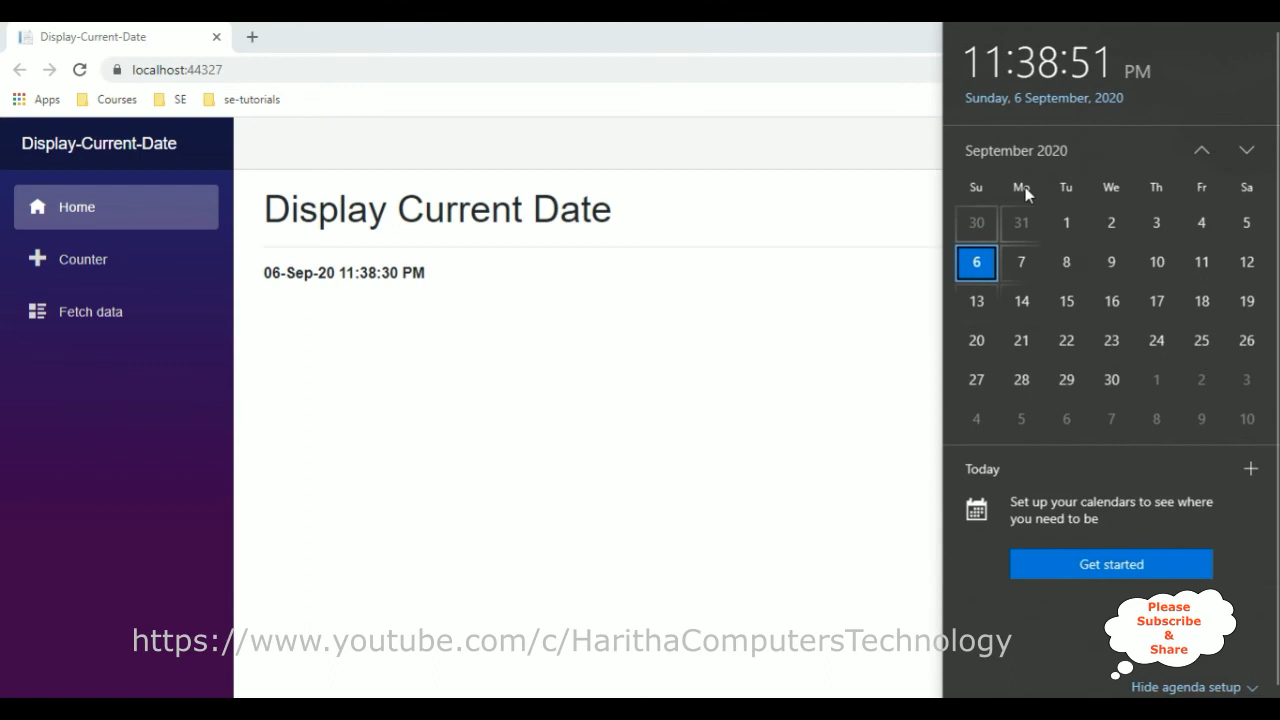 Display-Current-Date
localhost:44327
Apps Courses SE se-tutorials
Display-Current-Date
Home
Counter
Fetch data
Display Current Date
06-Sep-20 11:38:30 PM
11:38:51 PM
Sunday, 6 September, 2020
September 2020
Su Mo Tu We Th Fr Sa
30 31 1 2 3 4 5
6 7 8 9 10 11 12
13 14 15 16 17 18 19
20 21 22 23 24 25 26
27 28 29 30 1 2 3
4 5 6 7 8 9 10
Today
Set up your calendars to see where
you need to be
Get started
Please
Subscribe
&
Share
https://www.youtube.com/c/HarithaComputersTechnology
Hide agenda setup